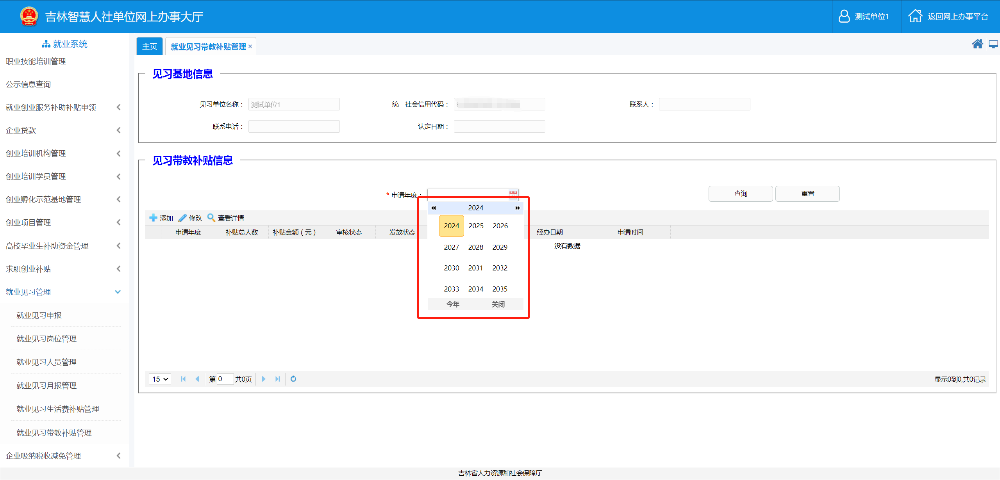 吉林智慧人社单位网上办事大厅
测试单位1
返回网上办事平台
就业系统
职业技能培训管理
公示信息查询
就业创业服务补助补贴申领
企业贷款
创业培训机构管理
创业培训学员管理
创业孵化示范基地管理
创业项目管理
高校毕业生补助资金管理
求职创业补贴
就业见习管理
就业见习申报
就业见习岗位管理
就业见习人员管理
就业见习月报管理
就业见习生活费补贴管理
就业见习带教补贴管理
企业吸纳税收减免管理
主页 就业见习带教补贴管理 ×
见习基地信息
见习单位名称： 测试单位1 统一社会信用代码： 联系人：
联系电话： 认定日期：
见习带教补贴信息
* 申请年度： 查询 重置
添加 修改 查看详情
申请年度 补贴总人数 补贴金额（元） 审核状态 发放状态 经办日期 申请时间
没有数据
2024
2024 2025 2026
2027 2028 2029
2030 2031 2032
2033 2034 2035
今年 关闭
15 第 0 共0页 显示0到0,共0记录
吉林省人力资源和社会保障厅